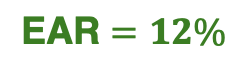 EAR = 12%